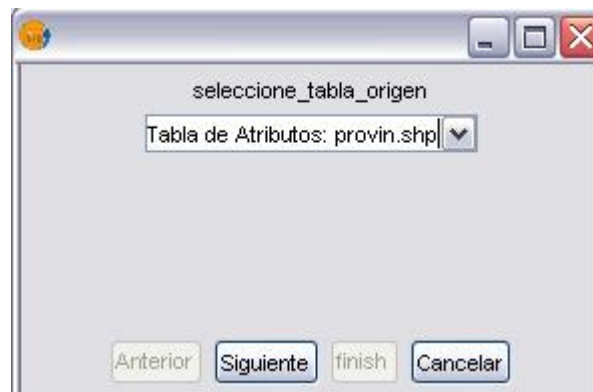 seleccione_tabla_origen
Tabla de Atributos: provin.shp
Anterior Siguiente finish Cancelar